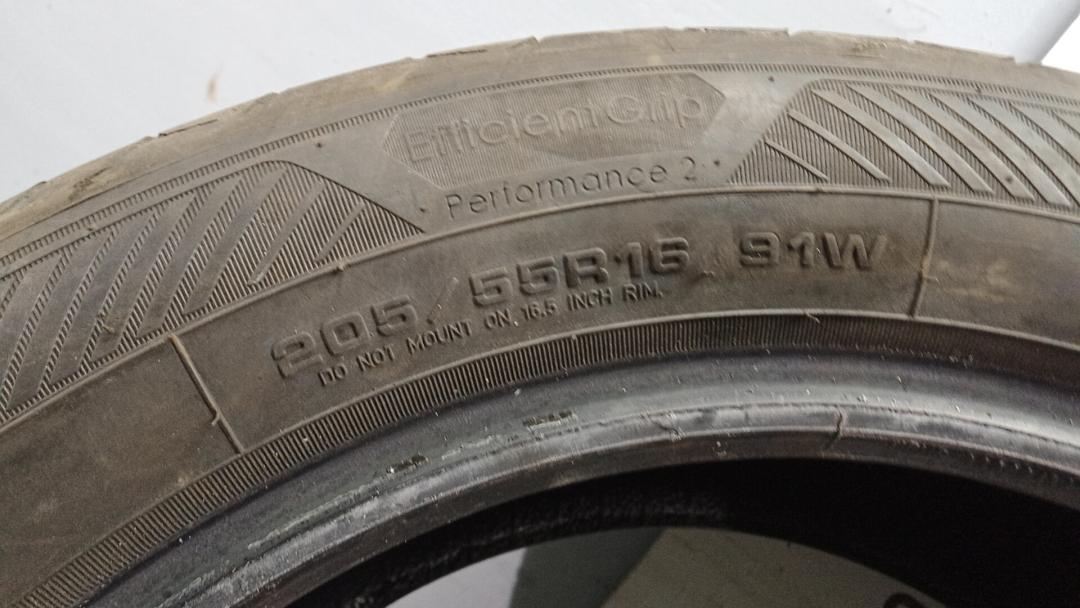 EfficientGrip
Performance 2
205/55R16 91W
DO NOT MOUNT ON 16.5 INCH RIM.